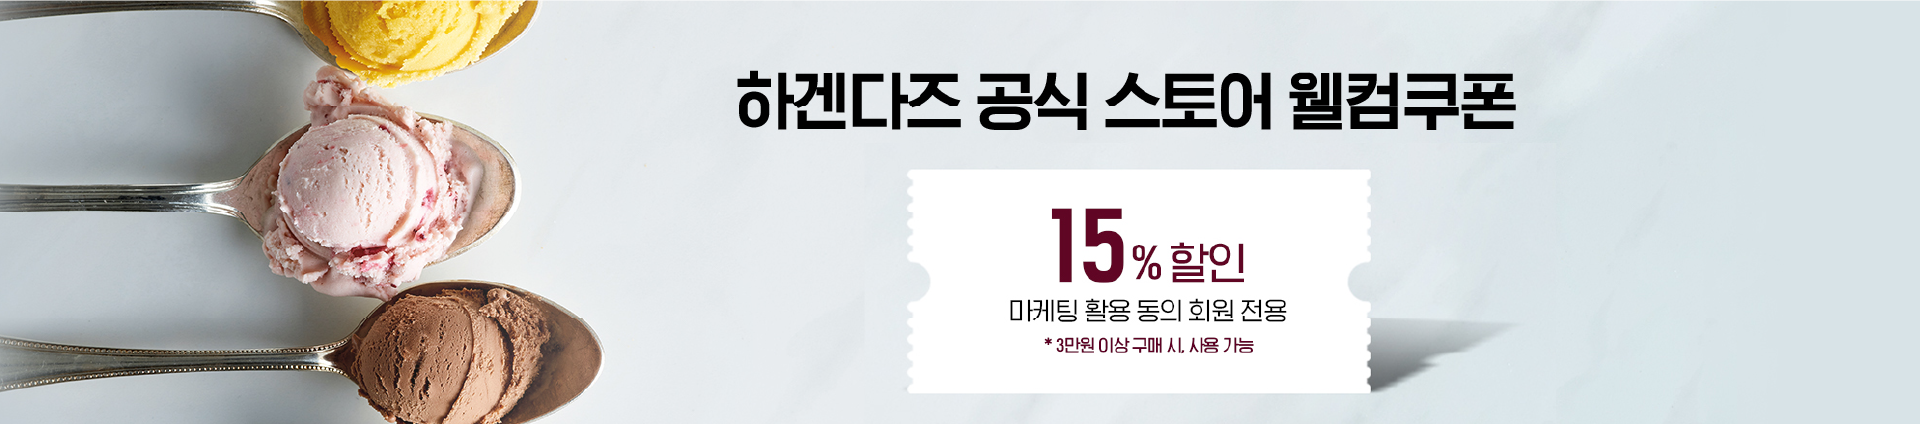 하겐다즈 공식 스토어 웰컴쿠폰
15% 할인
마케팅 활용 동의 회원 전용
* 3만원 이상 구매 시, 사용 가능